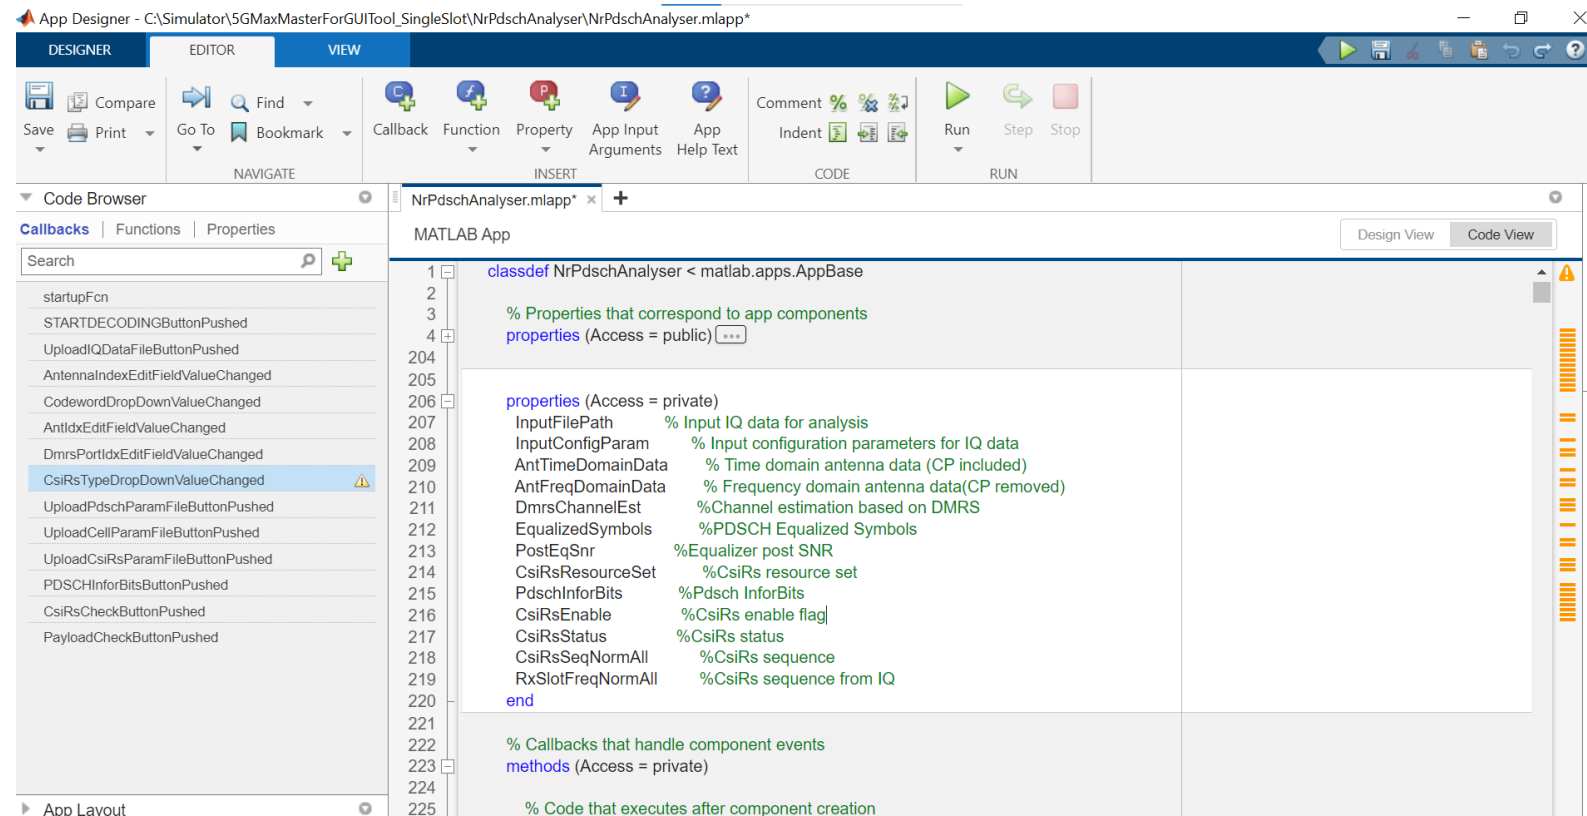 App Designer - C:\Simulator\5GMaxMasterForGUITool_SingleSlot\NrPdschAnalyser\NrPdschAnalyser.mlapp*
DESIGNER EDITOR VIEW
Save Compare Print
Go To Find Bookmark
NAVIGATE
Callback Function Property App Input Arguments App Help Text
INSERT
Comment
Indent
CODE
Run Step Stop
RUN
Code Browser
Callbacks | Functions | Properties
Search
startupFcn
STARTDECODINGButtonPushed
UploadIQDataFileButtonPushed
AntennaIndexEditFieldValueChanged
CodewordDropDownValueChanged
AntIdxEditFieldValueChanged
DmrsPortIdxEditFieldValueChanged
CsiRsTypeDropDownValueChanged
UploadPdschParamFileButtonPushed
UploadCellParamFileButtonPushed
UploadCsiRsParamFileButtonPushed
PDSCHInforBitsButtonPushed
CsiRsCheckButtonPushed
PayloadCheckButtonPushed
App Layout
NrPdschAnalyser.mlapp*
MATLAB App
Design View Code View
1 classdef NrPdschAnalyser < matlab.apps.AppBase
2
3 % Properties that correspond to app components
4 properties (Access = public) ...
204
205
206 properties (Access = private)
207 InputFilePath % Input IQ data for analysis
208 InputConfigParam % Input configuration parameters for IQ data
209 AntTimeDomainData % Time domain antenna data (CP included)
210 AntFreqDomainData % Frequency domain antenna data(CP removed)
211 DmrsChannelEst %Channel estimation based on DMRS
212 EqualizedSymbols %PDSCH Equalized Symbols
213 PostEqSnr %Equalizer post SNR
214 CsiRsResourceSet %CsiRs resource set
215 PdschInforBits %Pdsch InforBits
216 CsiRsEnable %CsiRs enable flag
217 CsiRsStatus %CsiRs status
218 CsiRsSeqNormAll %CsiRs sequence
219 RxSlotFreqNormAll %CsiRs sequence from IQ
220 end
221
222 % Callbacks that handle component events
223 methods (Access = private)
224
225 % Code that executes after component creation